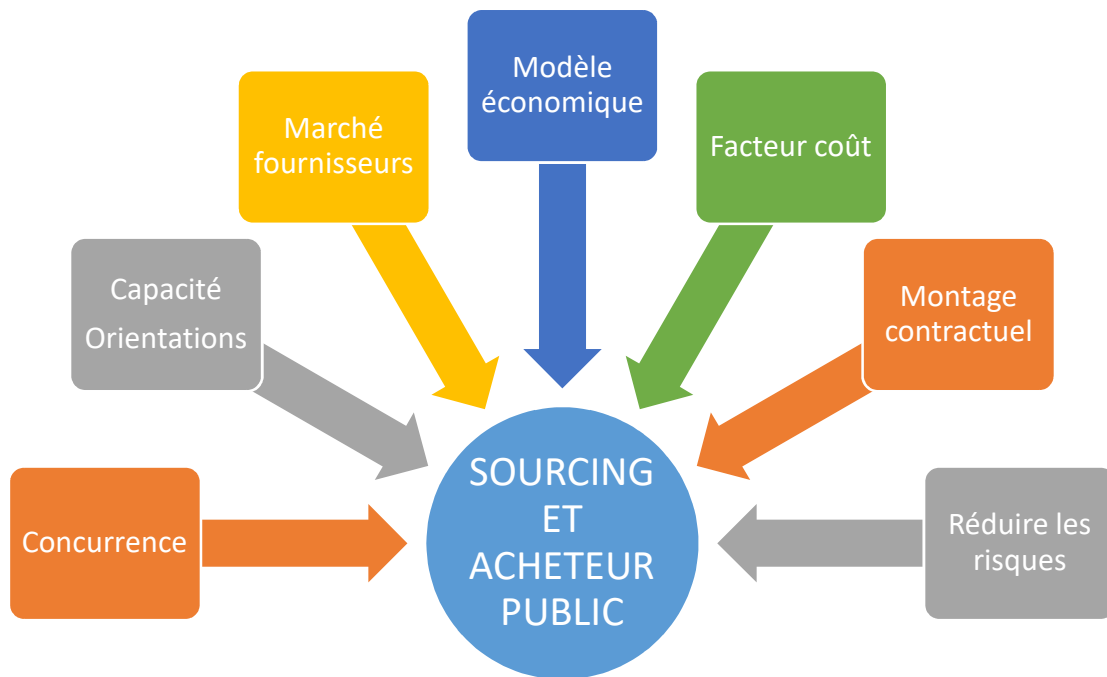 Concurrence
Capacité
Orientations
Marché
fournisseurs
Modèle
économique
Facteur coût
Montage
contractuel
Réduire les
risques
SOURCING
ET
ACHETEUR
PUBLIC